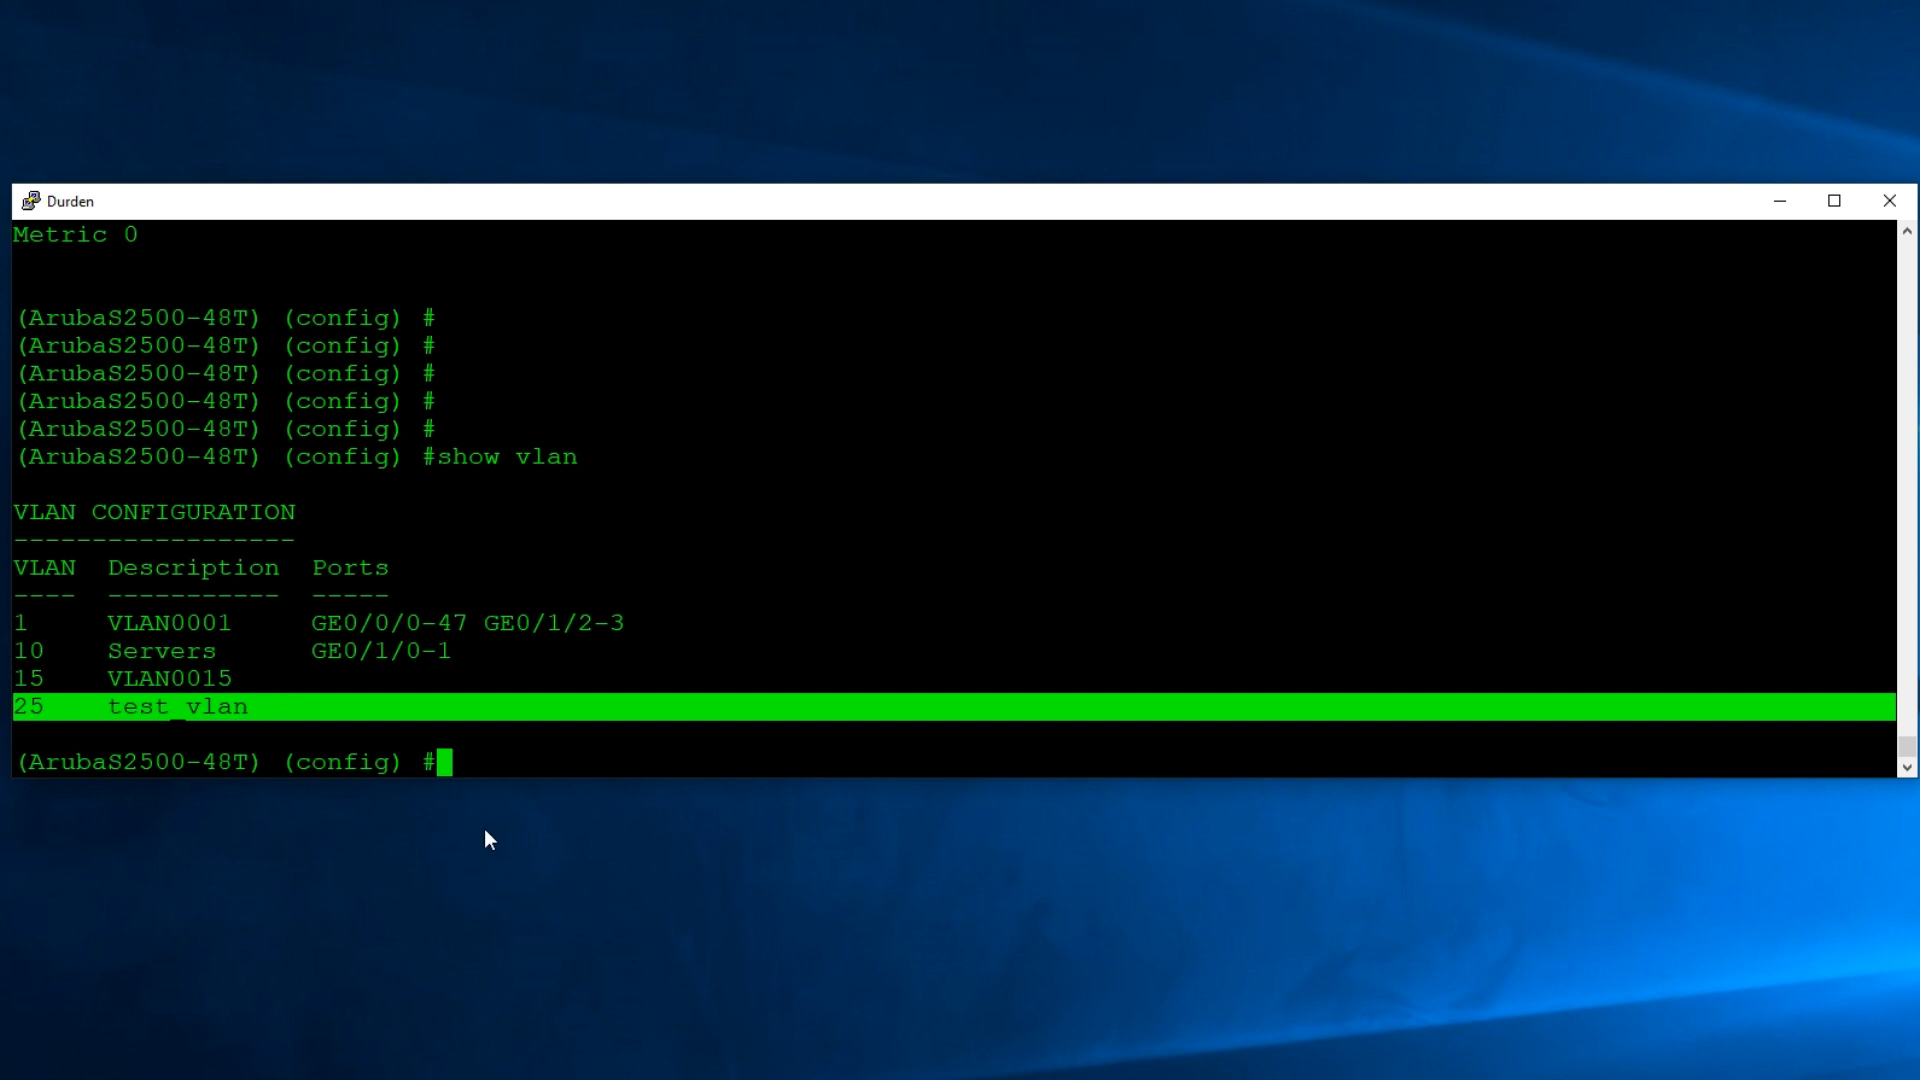 Durden
Metric 0
(ArubaS2500-48T) (config) #
(ArubaS2500-48T) (config) #
(ArubaS2500-48T) (config) #
(ArubaS2500-48T) (config) #
(ArubaS2500-48T) (config) #
(ArubaS2500-48T) (config) #show vlan
VLAN CONFIGURATION
------------------
VLAN  Description  Ports
----  -----------  -----
1     VLAN0001     GE0/0/0-47 GE0/1/2-3
10    Servers      GE0/1/0-1
15    VLAN0015
25    test_vlan
(ArubaS2500-48T) (config) #